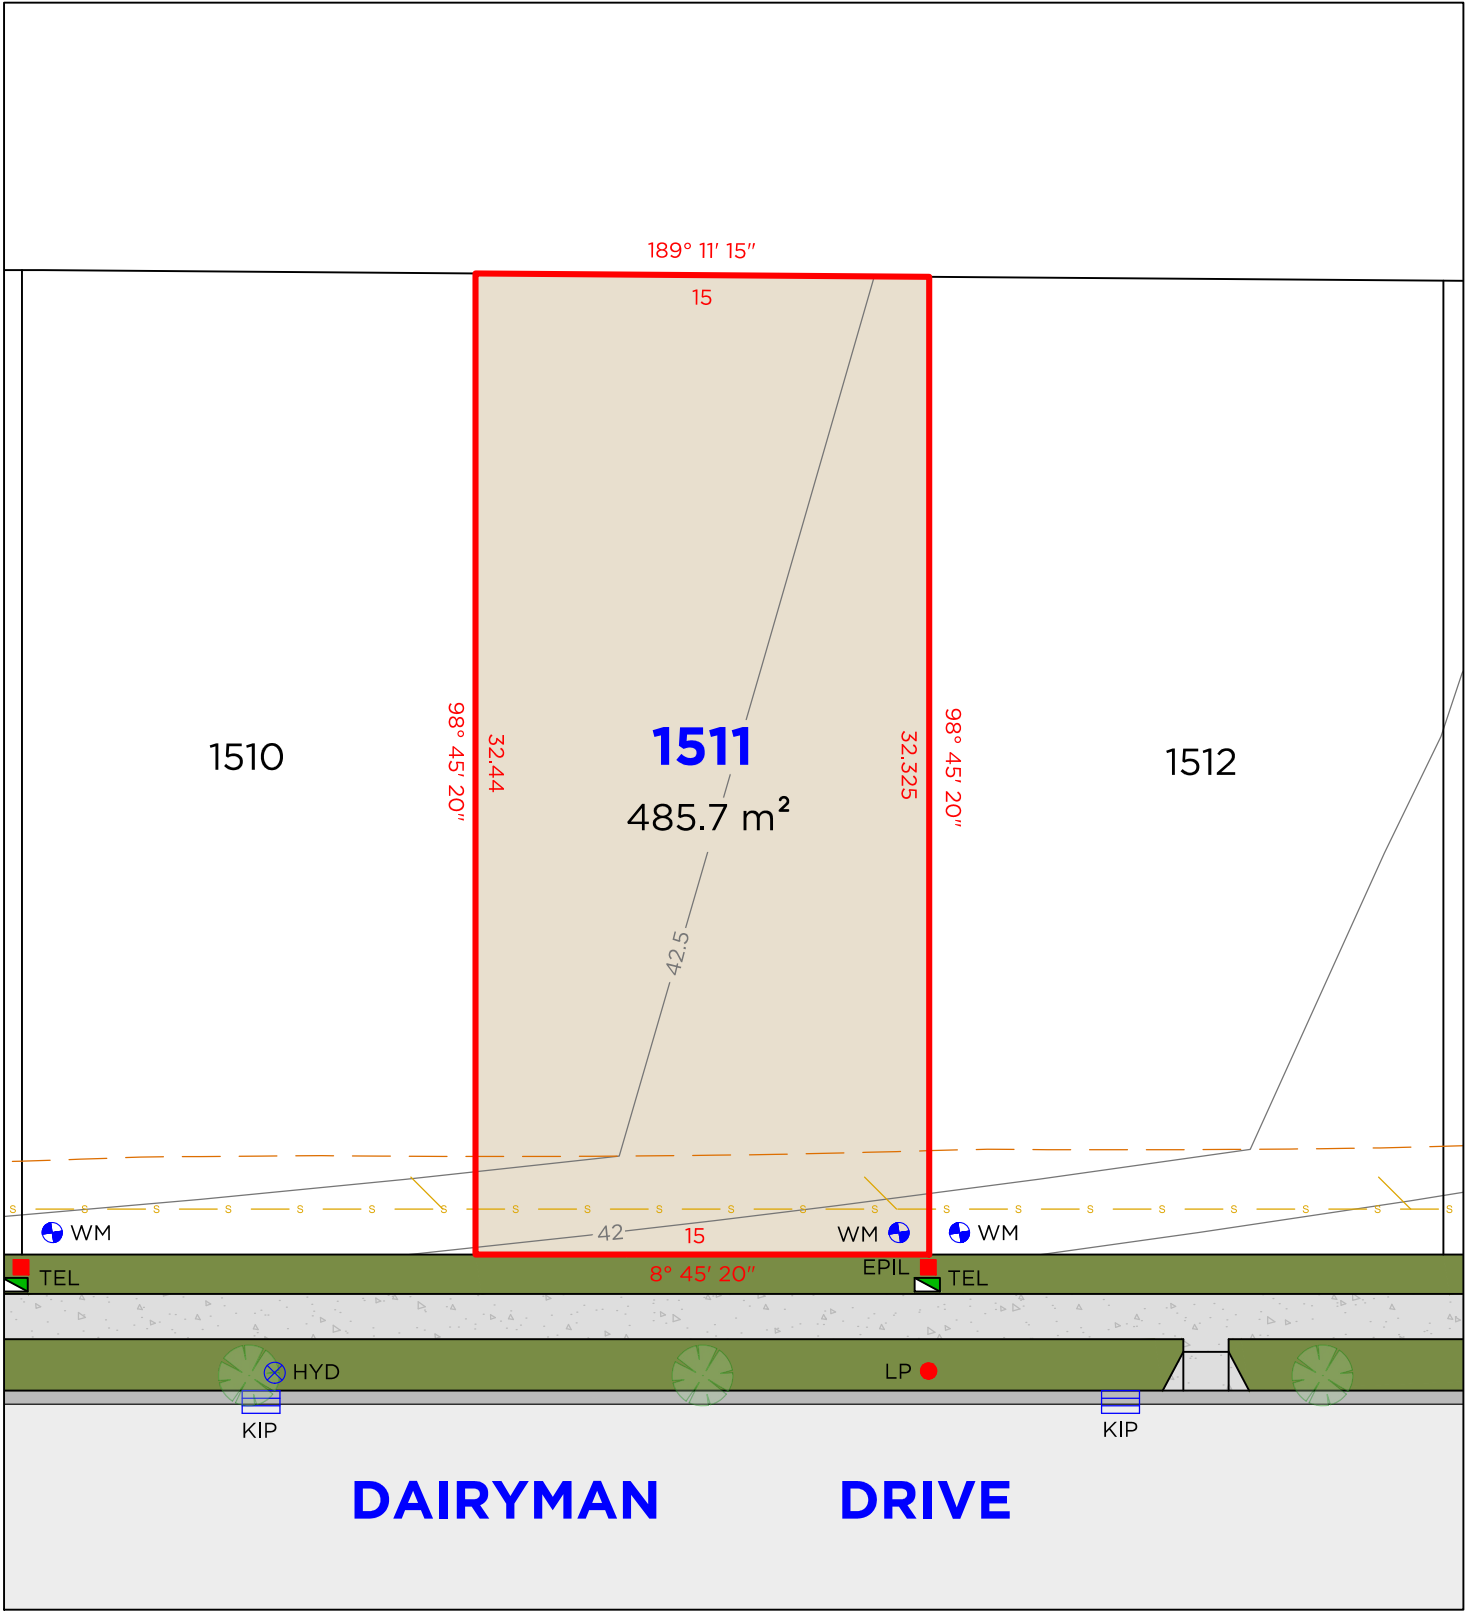 189° 11' 15"
15
98° 45' 20"
32.44
1511
485.7 m²
32.325
98° 45' 20"
1510
1512
42.5
S S S S S S S S S S S S S S S S S S S S S
WM
42
15
WM
WM
TEL
8° 45' 20"
EPIL
TEL
HYD
LP
KIP
KIP
DAIRYMAN DRIVE